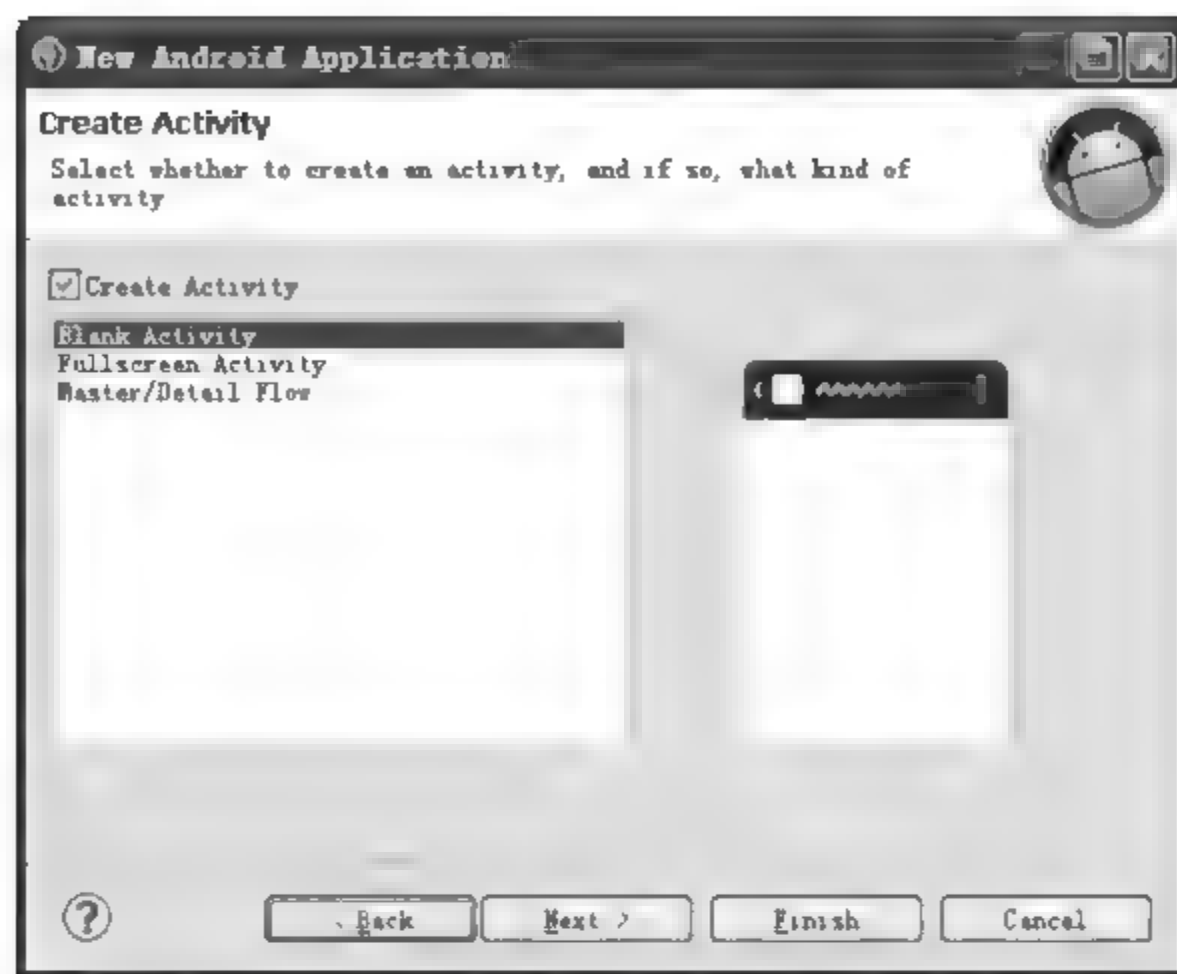 New Android Application
Create Activity
Select whether to create an activity, and if so, what kind of
activity
Create Activity
Blank Activity
Fullscreen Activity
Master/Detail Flow
?
< Back
Next >
Finish
Cancel